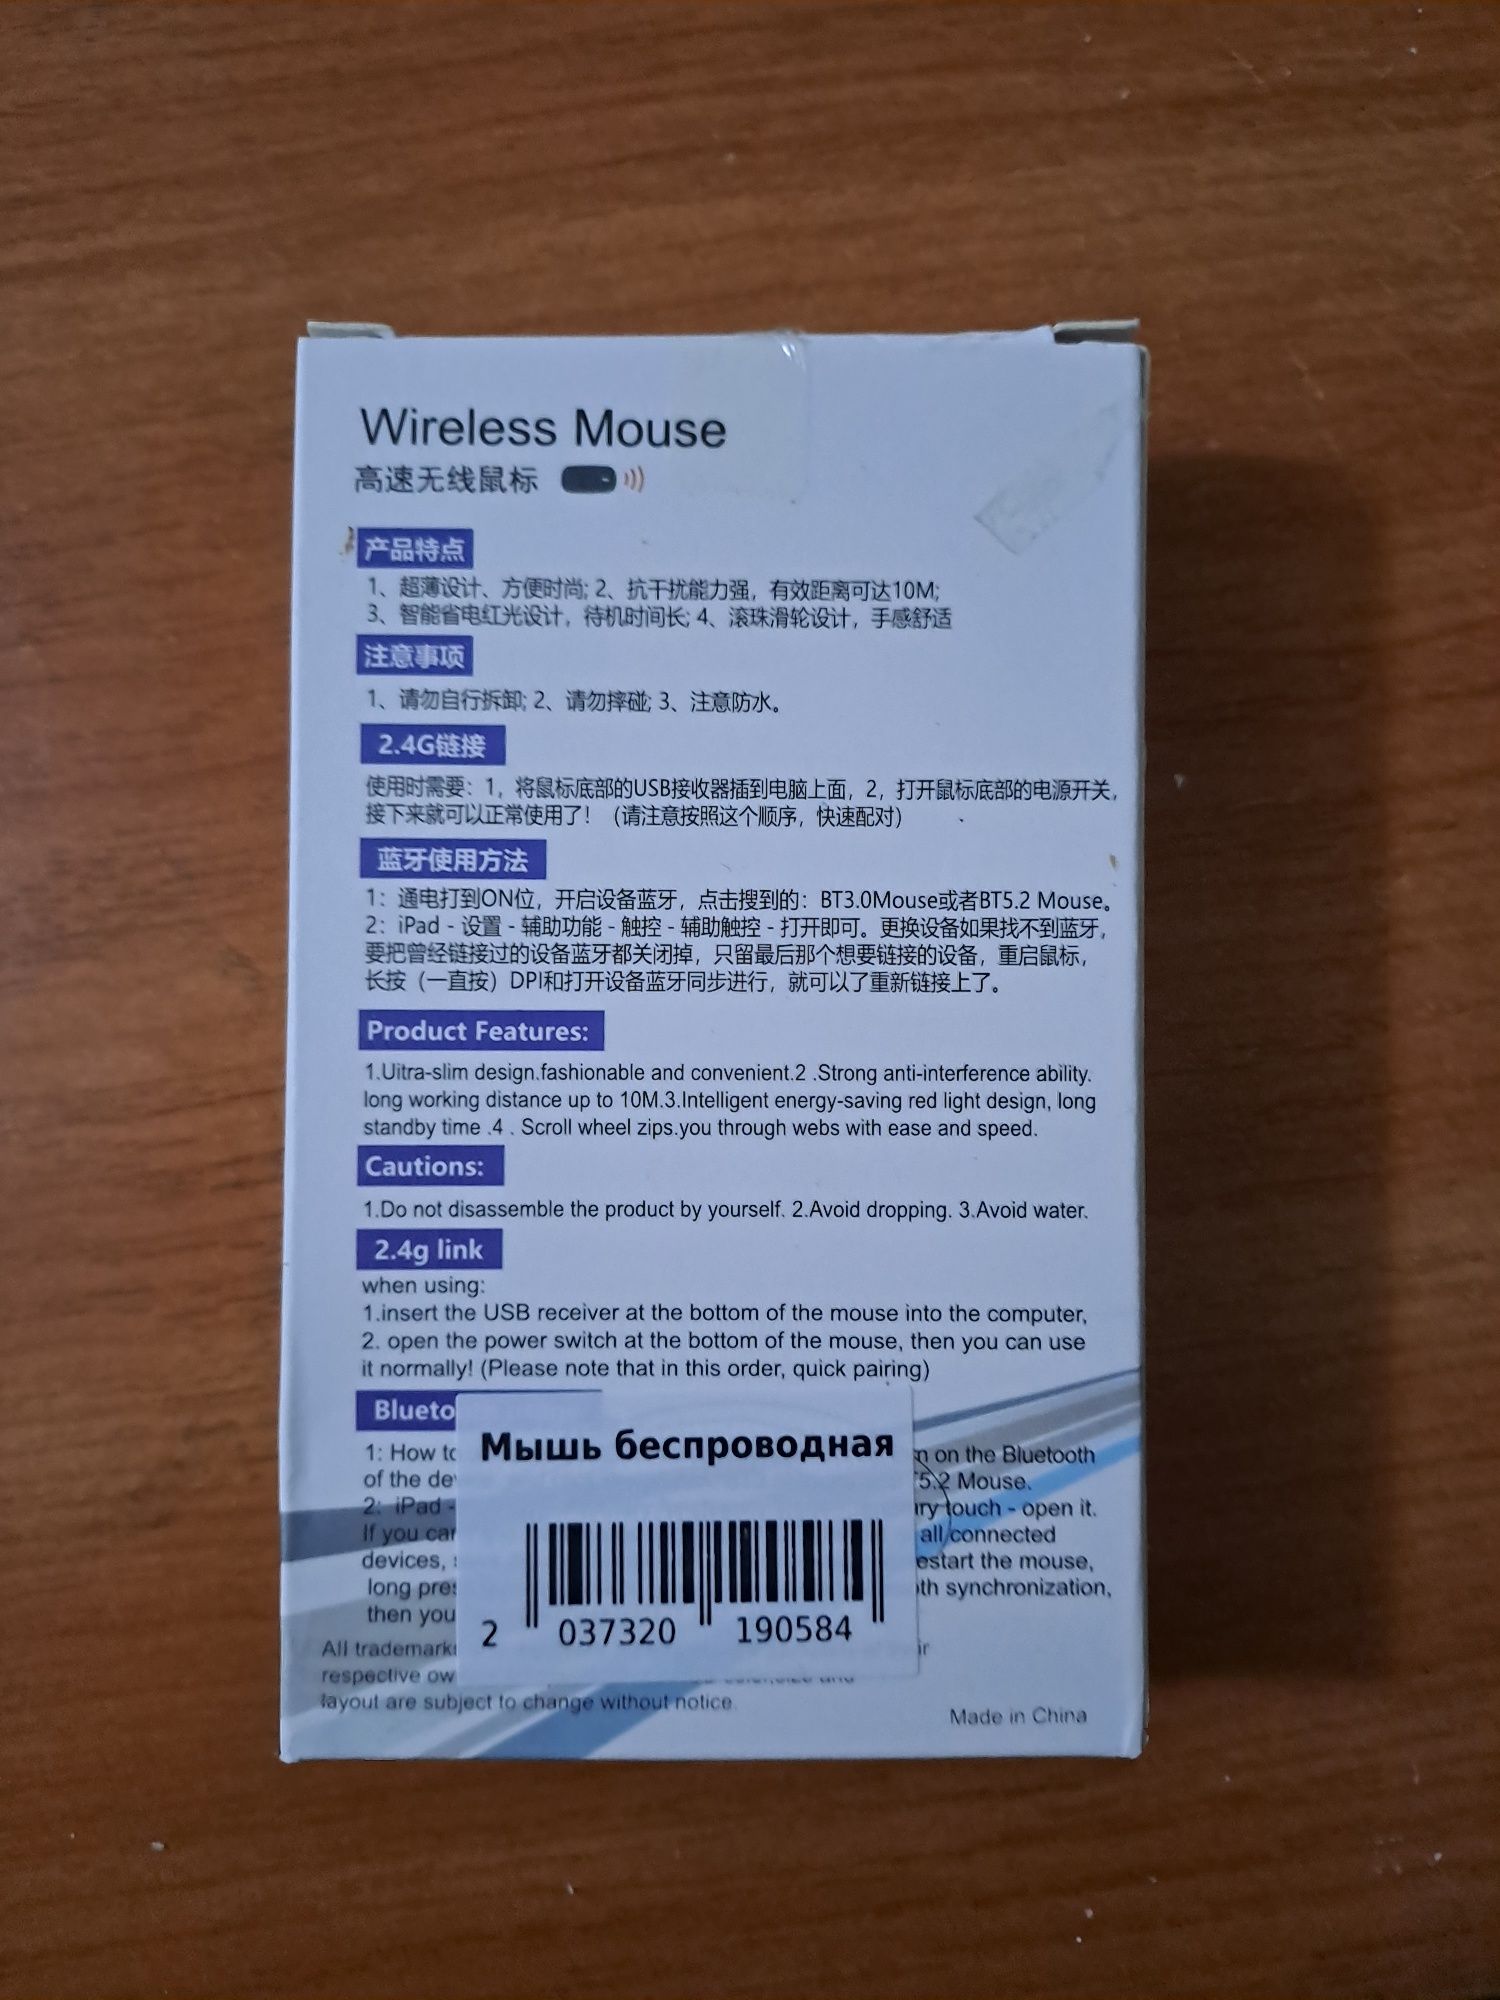 Wireless Mouse
高速无线鼠标
产品特点
1、超薄设计、方便时尚; 2、抗干扰能力强，有效距离可达10M;
3、智能省电红光设计，待机时间长; 4、滚珠滑轮设计，手感舒适
注意事项
1、请勿自行拆卸; 2、请勿摔碰; 3、注意防水。
2.4G链接
使用时需要：1，将鼠标底部的USB接收器插到电脑上面，2，打开鼠标底部的电源开关，
接下来就可以正常使用了！（请注意按照这个顺序，快速配对）
蓝牙使用方法
1：通电打到ON位，开启设备蓝牙，点击搜到的：BT3.0Mouse或者BT5.2 Mouse。
2：iPad - 设置 - 辅助功能 - 触控 - 辅助触控 - 打开即可。更换设备如果找不到蓝牙，
要把曾经链接过的设备蓝牙都关闭掉，只留最后那个想要链接的设备，重启鼠标，
长按（一直按）DPI和打开设备蓝牙同步进行，就可以了重新链接上了。
Product Features:
1.Uitra-slim design.fashionable and convenient.2 .Strong anti-interference ability.
long working distance up to 10M.3.Intelligent energy-saving red light design, long
standby time .4 . Scroll wheel zips.you through webs with ease and speed.
Cautions:
1.Do not disassemble the product by yourself. 2.Avoid dropping. 3.Avoid water.
2.4g link
when using:
1.insert the USB receiver at the bottom of the mouse into the computer,
2. open the power switch at the bottom of the mouse, then you can use
it normally! (Please note that in this order, quick pairing)
Blueto
1: How to on the Bluetooth
of the 5.2 Mouse.
2: iPad - touch - open it.
If you all connected
devices, restart the mouse,
long synchronization,
then you
All
respective
layout are subject to change without notice.
Made in China
Мышь беспроводная
2 037320 190584